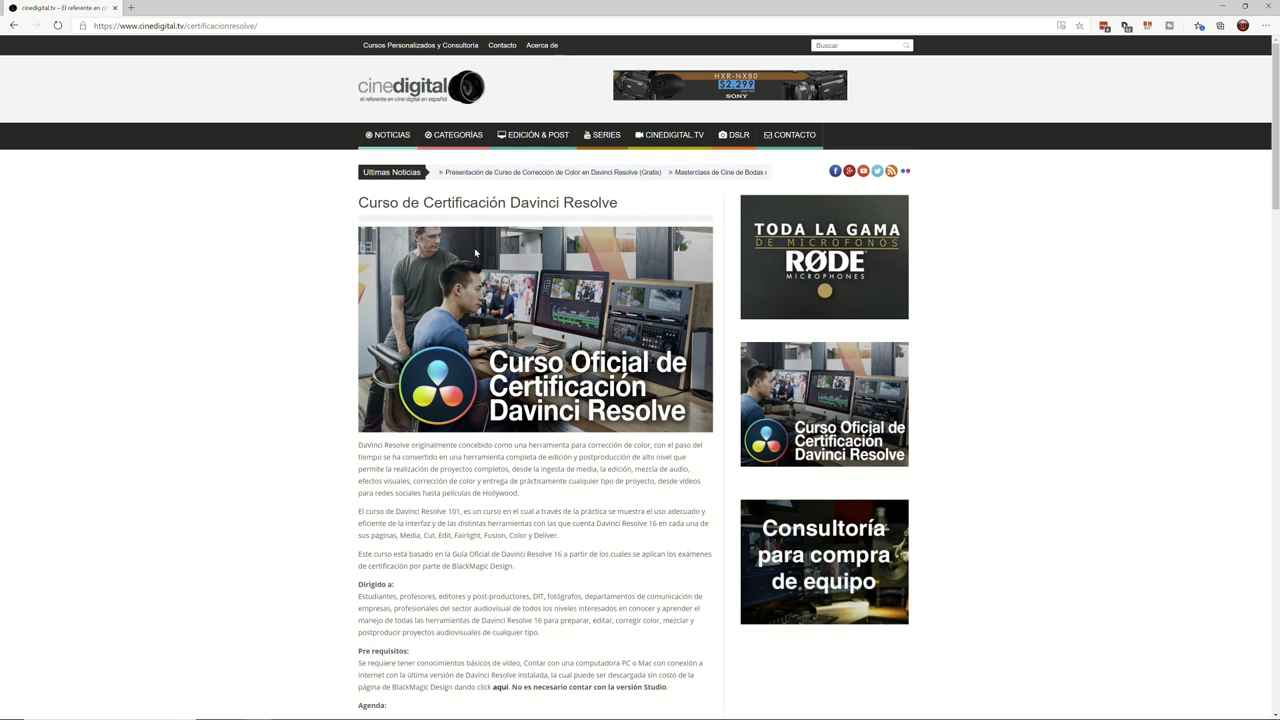 cinedigital.tv – El referente en ci
https://www.cinedigital.tv/certificacionresolve/
Cursos Personalizados y Consultoría
Contacto
Acerca de
Buscar
cinedigital
el referente en cine digital en español
HXR-NX80
$2,299
SONY
NOTICIAS
CATEGORÍAS
EDICIÓN & POST
SERIES
CINEDIGITAL.TV
DSLR
CONTACTO
Ultimas Noticias
» Presentación de Curso de Corrección de Color en Davinci Resolve (Gratis)
» Masterclass de Cine de Bodas
Curso de Certificación Davinci Resolve
Curso Oficial de
Certificación
Davinci Resolve
DaVinci Resolve originalmente concebido como una herramienta para corrección de color, con el paso del
tiempo se ha convertido en una herramienta completa de edición y postproducción de alto nivel que
permite la realización de proyectos completos, desde la ingesta de media, la edición, mezcla de audio,
efectos visuales, corrección de color y entrega de prácticamente cualquier tipo de proyecto, desde vídeos
para redes sociales hasta películas de Hollywood.
El curso de Davinci Resolve 101, es un curso en el cual a través de la práctica se muestra el uso adecuado y
eficiente de la interfaz y de las distintas herramientas con las que cuenta Davinci Resolve 16 en cada una de
sus páginas, Media, Cut, Edit, Fairlight, Fusion, Color y Deliver.
Este curso está basado en la Guía Oficial de Davinci Resolve 16 a partir de los cuales se aplican los exámenes
de certificación por parte de BlackMagic Design.
Dirigido a:
Estudiantes, profesores, editores y post-productores, DIT, fotógrafos, departamentos de comunicación de
empresas, profesionales del sector audiovisual de todos los niveles interesados en conocer y aprender el
manejo de todas las herramientas de Davinci Resolve 16 para preparar, editar, corregir color, mezclar y
postproducir proyectos audiovisuales de cualquier tipo.
Pre requisitos:
Se requiere tener conocimientos básicos de vídeo, Contar con una computadora PC o Mac con conexión a
internet con la última versión de Davinci Resolve instalada, la cual puede ser descargada sin costo de la
página de BlackMagic Design dando click aquí. No es necesario contar con la versión Studio.
Agenda:
TODA LA GAMA
DE MICROFONOS
RØDE
MICROPHONES
Curso Oficial de
Certificación
Davinci Resolve
Consultoría
para compra
de equipo